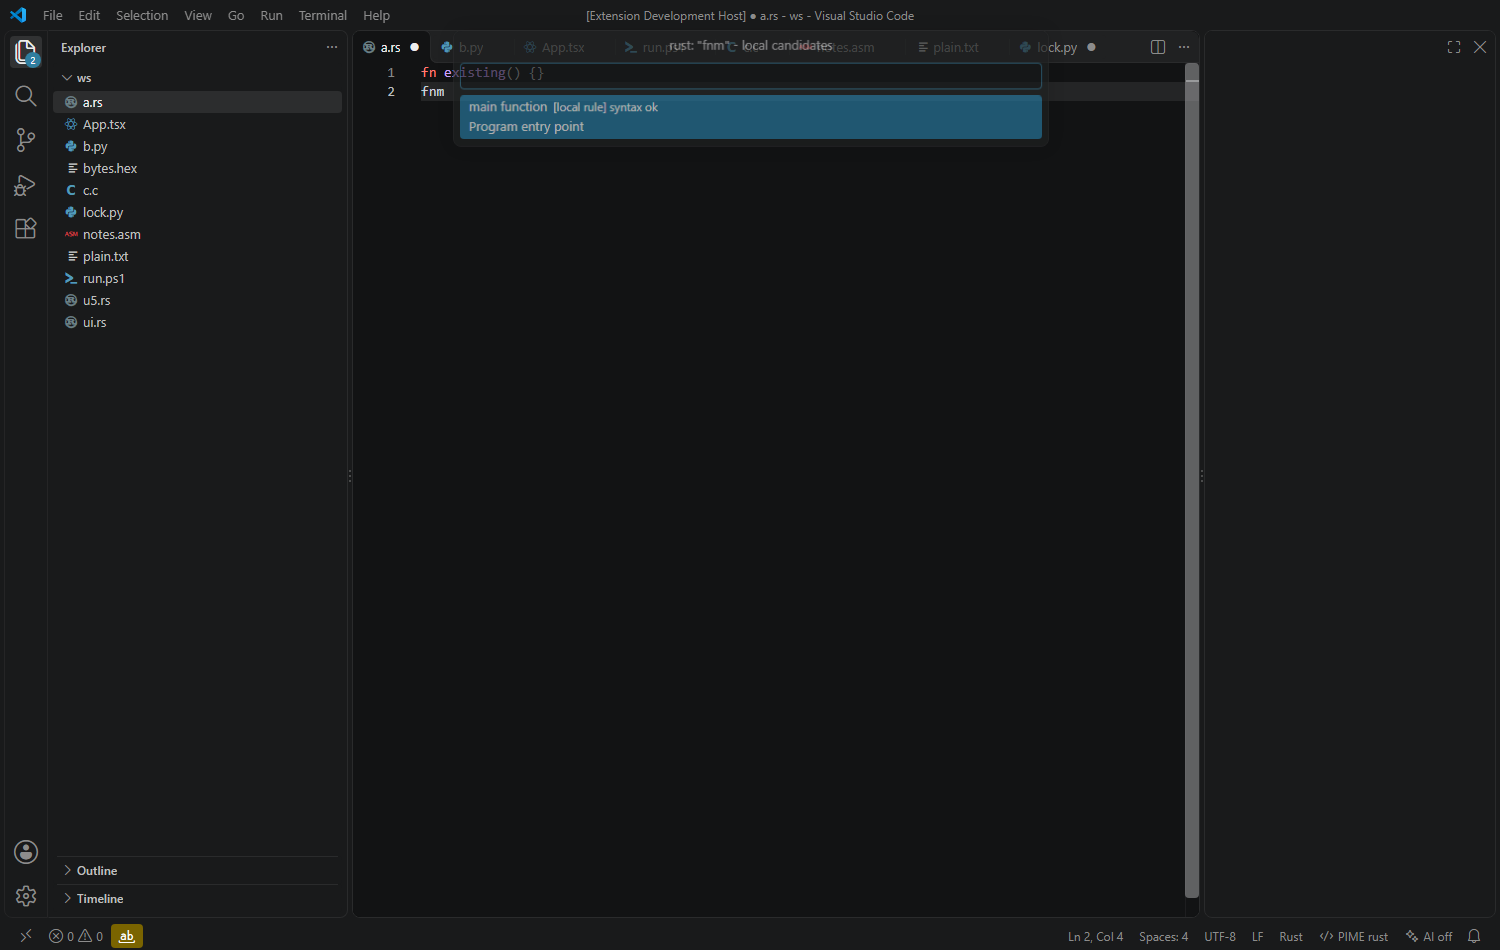 File Edit Selection View Go Run Terminal Help
[Extension Development Host] ● a.rs - ws - Visual Studio Code
Explorer
ws
a.rs
App.tsx
b.py
bytes.hex
c.c
lock.py
notes.asm
plain.txt
run.ps1
u5.rs
ui.rs
Outline
Timeline
2
a.rs b.py App.tsx notes.asm plain.txt lock.py
rust: "fnm" - local candidates
1 fn existing() {}
2 fnm
main function [local rule] syntax ok
Program entry point
0 0 ab
Ln 2, Col 4 Spaces: 4 UTF-8 LF Rust PIME rust AI off